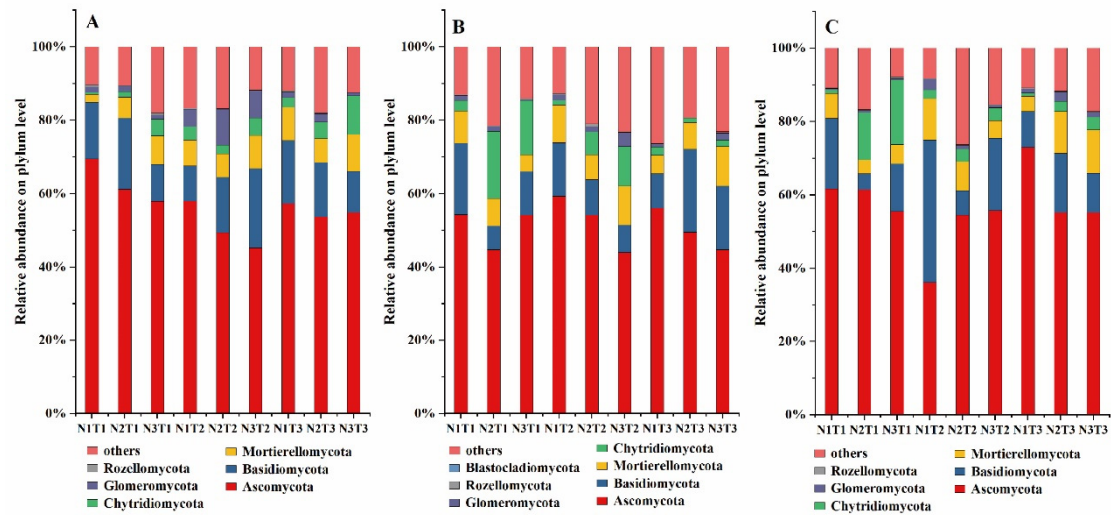 A
Relative abundance on plylum level
100%
80%
60%
40%
20%
0%
N1T1 N2T1 N3T1 N1T2 N2T2 N3T2 N1T3 N2T3 N3T3
others
Rozellomycota
Glomeromycota
Chytridiomycota
Mortierellomycota
Basidiomycota
Ascomycota
B
Relative abundance on plylum level
100%
80%
60%
40%
20%
0%
N1T1 N2T1 N3T1 N1T2 N2T2 N3T2 N1T3 N2T3 N3T3
others
Blastocladiomycota
Rozellomycota
Glomeromycota
Chytridiomycota
Mortierellomycota
Basidiomycota
Ascomycota
C
Relative abundance on plylum level
100%
80%
60%
40%
20%
0%
N1T1 N2T1 N3T1 N1T2 N2T2 N3T2 N1T3 N2T3 N3T3
others
Rozellomycota
Glomeromycota
Chytridiomycota
Mortierellomycota
Basidiomycota
Ascomycota